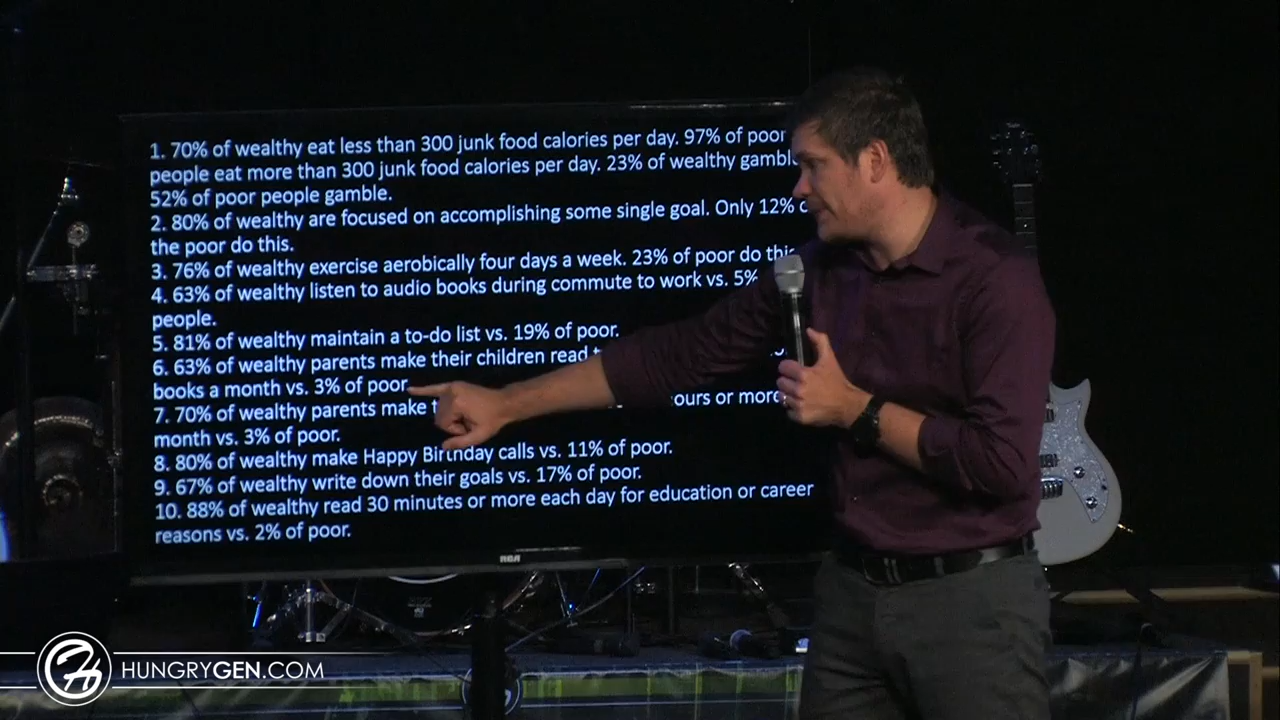 1. 70% of wealthy eat less than 300 junk food calories per day. 97% of poor
people eat more than 300 junk food calories per day. 23% of wealthy gamble
52% of poor people gamble.
2. 80% of wealthy are focused on accomplishing some single goal. Only 12%
the poor do this.
3. 76% of wealthy exercise aerobically four days a week. 23% of poor do this
4. 63% of wealthy listen to audio books during commute to work vs. 5%
people.
5. 81% of wealthy maintain a to-do list vs. 19% of poor.
6. 63% of wealthy parents make their children read
books a month vs. 3% of poor.
7. 70% of wealthy parents make ours or more
month vs. 3% of poor.
8. 80% of wealthy make Happy Birthday calls vs. 11% of poor.
9. 67% of wealthy write down their goals vs. 17% of poor.
10. 88% of wealthy read 30 minutes or more each day for education or career
reasons vs. 2% of poor.
RCA
HUNGRYGEN.COM